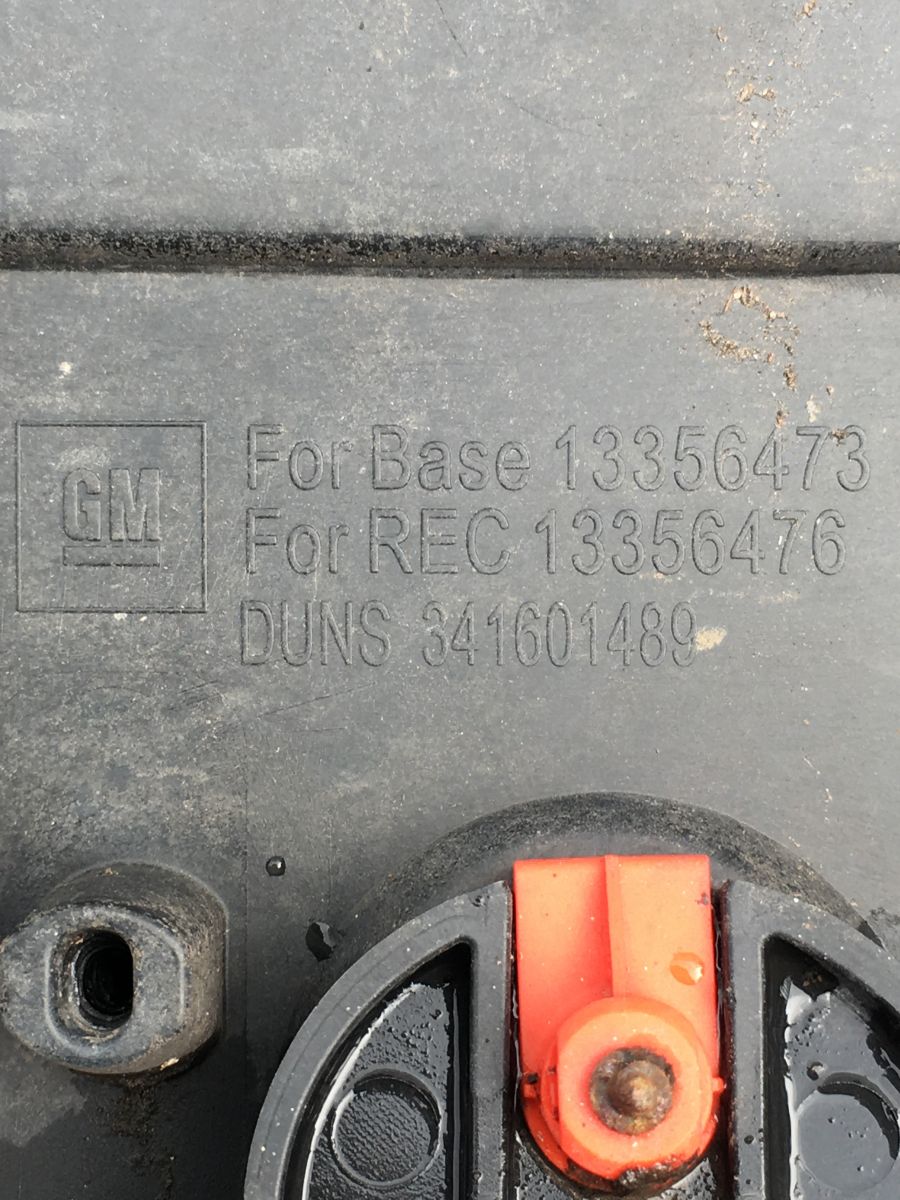 GM
For Base 13356473
For REC 13356476
DUNS 341601489